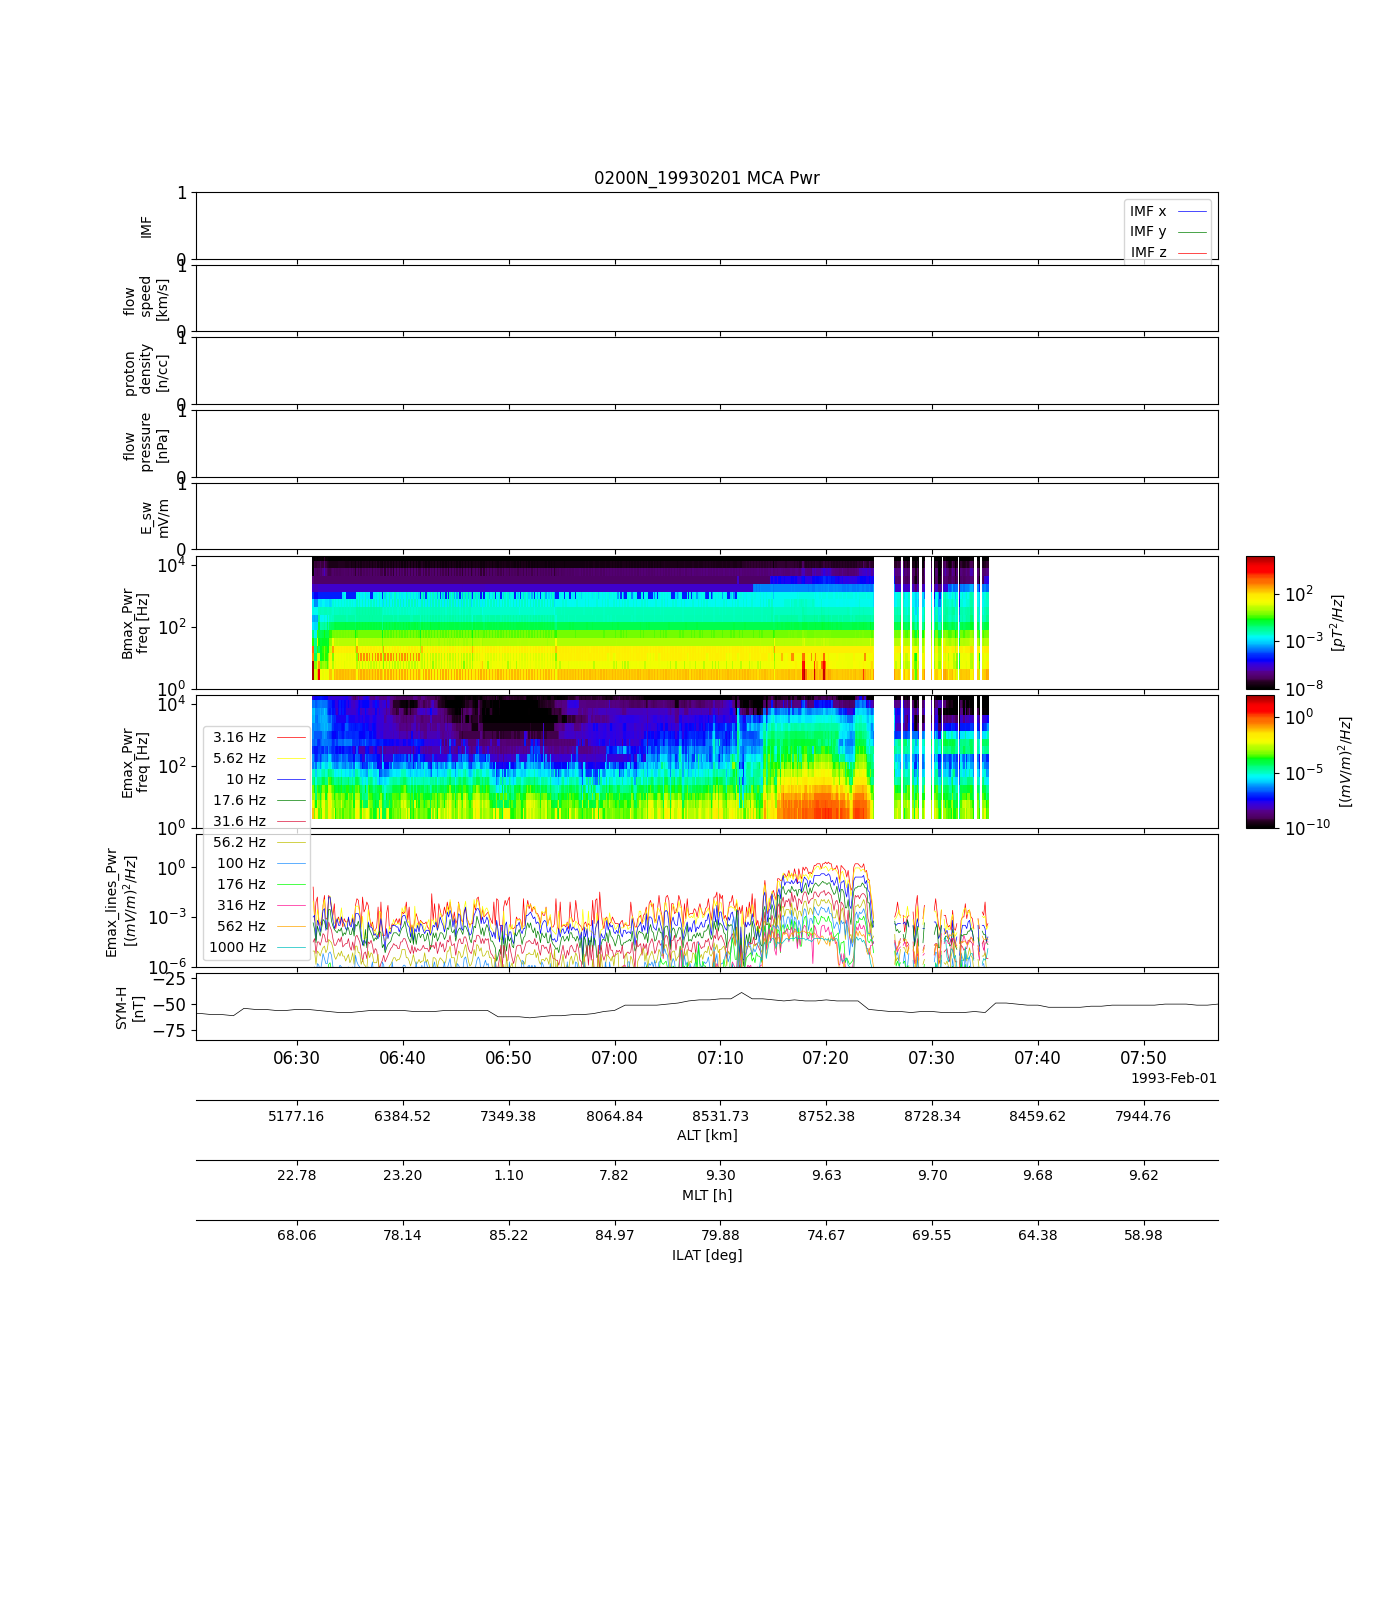 0200N_19930201 MCA Pwr
1
IMF
0
IMF x
IMF y
IMF z
1
flow
speed
[km/s]
0
1
proton
density
[n/cc]
0
1
flow
pressure
[nPa]
0
1
E_sw
mV/m
0
10^4
10^2
10^0
Bmax_Pwr
freq [Hz]
10^2
10^-3
10^-8
[pT^2/Hz]
10^4
10^2
10^0
Emax_Pwr
freq [Hz]
10^0
10^-5
10^-10
[(mV/m)^2/Hz]
3.16 Hz
5.62 Hz
10 Hz
17.6 Hz
31.6 Hz
56.2 Hz
100 Hz
176 Hz
316 Hz
562 Hz
1000 Hz
10^0
10^-3
10^-6
Emax_lines_Pwr
[(mV/m)^2/Hz]
−25
−50
−75
SYM-H
[nT]
06:30 06:40 06:50 07:00 07:10 07:20 07:30 07:40 07:50
1993-Feb-01
5177.16 6384.52 7349.38 8064.84 8531.73 8752.38 8728.34 8459.62 7944.76
ALT [km]
22.78 23.20 1.10 7.82 9.30 9.63 9.70 9.68 9.62
MLT [h]
68.06 78.14 85.22 84.97 79.88 74.67 69.55 64.38 58.98
ILAT [deg]